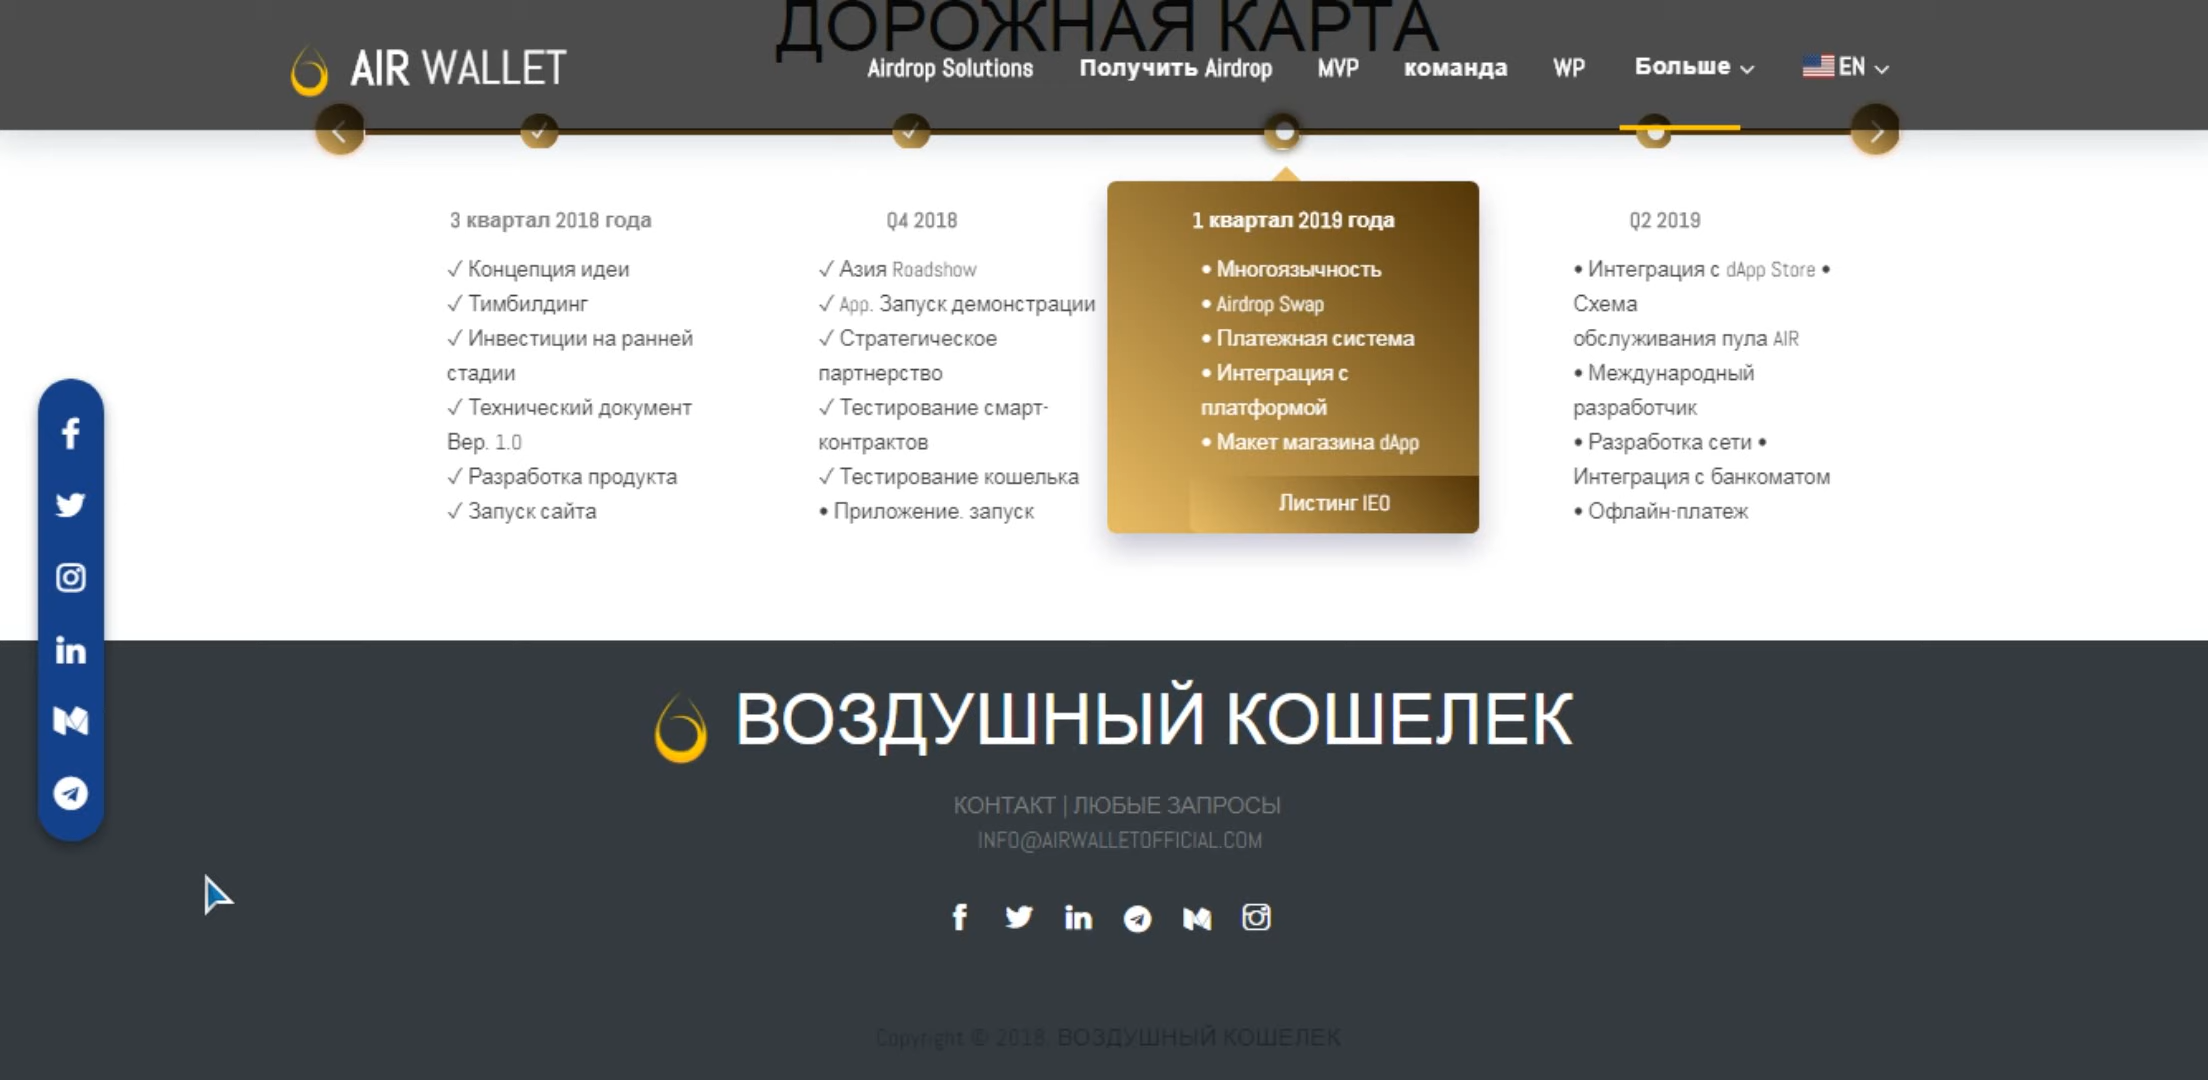 ДОРОЖНАЯ КАРТА
AIR WALLET
Airdrop Solutions
Получить Airdrop
MVP
команда
WP
Больше
EN
3 квартал 2018 года
✓ Концепция идеи
✓ Тимбилдинг
✓ Инвестиции на ранней
стадии
✓ Технический документ
Вер. 1.0
✓ Разработка продукта
✓ Запуск сайта
Q4 2018
✓ Азия Roadshow
✓ App. Запуск демонстрации
✓ Стратегическое
партнерство
✓ Тестирование смарт-
контрактов
✓ Тестирование кошелька
• Приложение. запуск
1 квартал 2019 года
• Многоязычность
• Airdrop Swap
• Платежная система
• Интеграция с
платформой
• Макет магазина dApp
Листинг IEO
Q2 2019
• Интеграция с dApp Store •
Схема
обслуживания пула AIR
• Международный
разработчик
• Разработка сети •
Интеграция с банкоматом
• Офлайн-платеж
ВОЗДУШНЫЙ КОШЕЛЕК
КОНТАКТ | ЛЮБЫЕ ЗАПРОСЫ
INFO@AIRWALLETOFFICIAL.COM
Copyright © 2018. ВОЗДУШНЫЙ КОШЕЛЕК